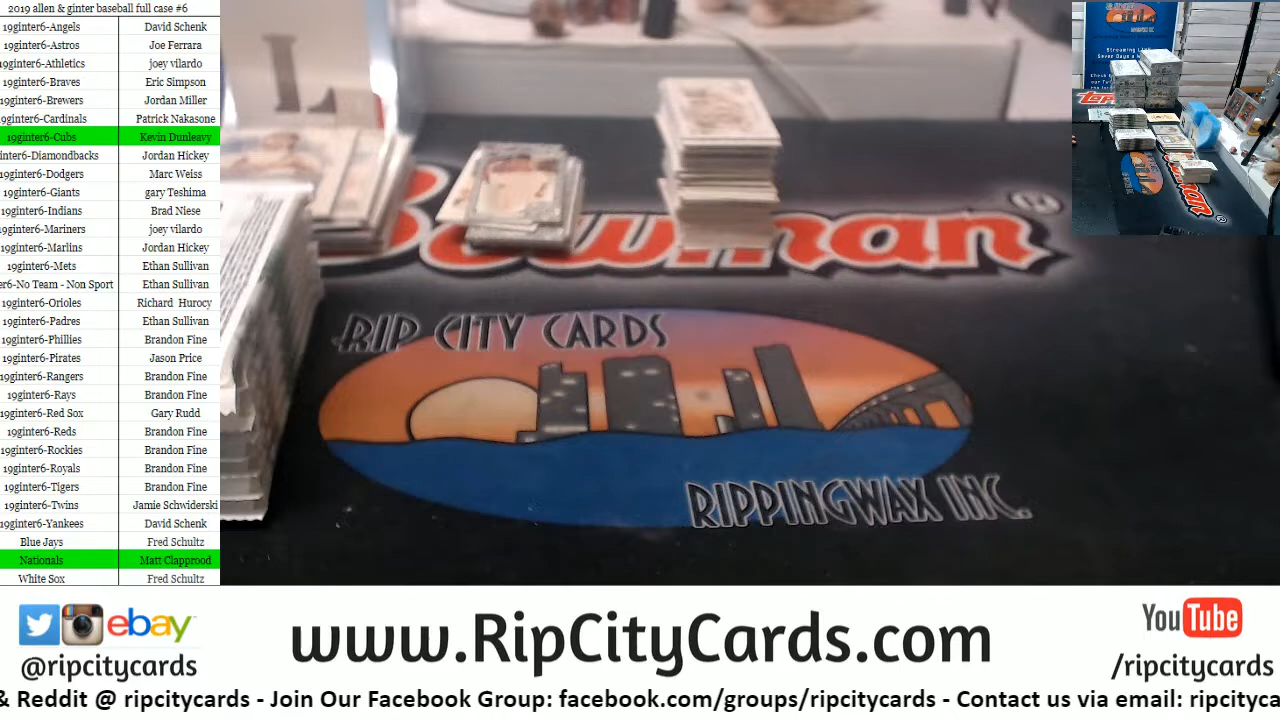 2019 allen & ginter baseball full case #6
19ginter6-Angels David Schenk
19ginter6-Astros Joe Ferrara
19ginter6-Athletics joey vilardo
19ginter6-Braves Eric Simpson
19ginter6-Brewers Jordan Miller
19ginter6-Cardinals Patrick Nakasone
19ginter6-Cubs Kevin Dunleavy
inter6-Diamondbacks Jordan Hickey
19ginter6-Dodgers Marc Weiss
19ginter6-Giants gary Teshima
19ginter6-Indians Brad Niese
19ginter6-Mariners joey vilardo
19ginter6-Marlins Jordan Hickey
19ginter6-Mets Ethan Sullivan
er6-No Team - Non Sport Ethan Sullivan
19ginter6-Orioles Richard Hurocy
19ginter6-Padres Ethan Sullivan
19ginter6-Phillies Brandon Fine
19ginter6-Pirates Jason Price
19ginter6-Rangers Brandon Fine
19ginter6-Rays Brandon Fine
19ginter6-Red Sox Gary Rudd
19ginter6-Reds Brandon Fine
19ginter6-Rockies Brandon Fine
19ginter6-Royals Brandon Fine
19ginter6-Tigers Brandon Fine
19ginter6-Twins Jamie Schwiderski
19ginter6-Yankees David Schenk
Blue Jays Fred Schultz
Nationals Matt Clapprood
White Sox Fred Schultz
Bowman ®
RIP CITY CARDS
RIPPINGWAX INC.
Bowman
ebay
@ripcitycards
www.RipCityCards.com
YouTube
/ripcitycards
& Reddit @ ripcitycards - Join Our Facebook Group: facebook.com/groups/ripcitycards - Contact us via email: ripcityca